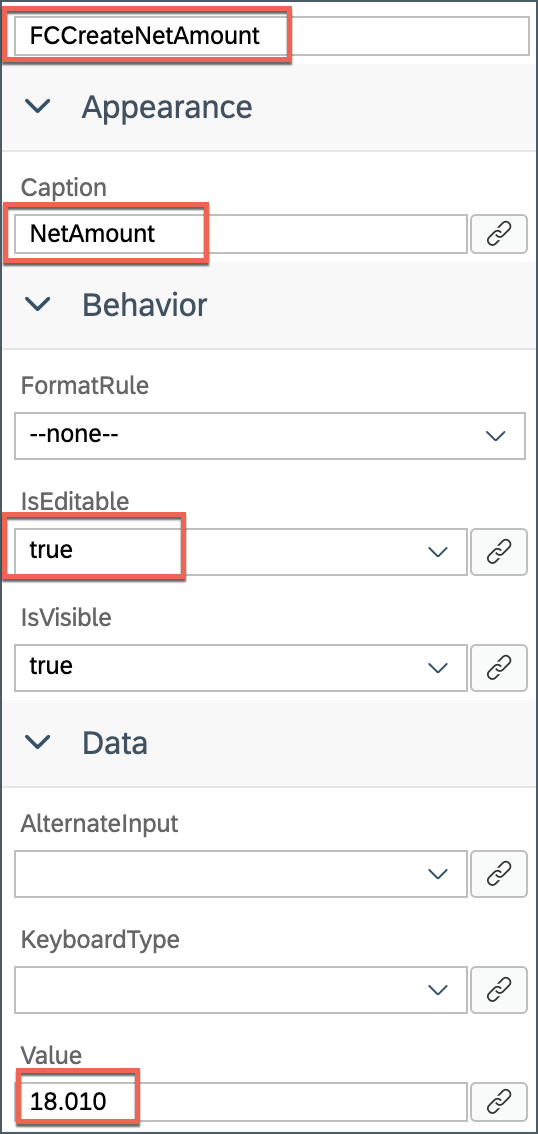 FCCreateNetAmount
Appearance
Caption
NetAmount
Behavior
FormatRule
--none--
IsEditable
true
IsVisible
true
Data
AlternateInput
KeyboardType
Value
18.010